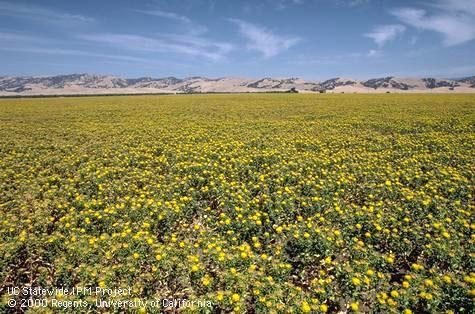 UC Statewide IPM Project
© 2000 Regents, University of California